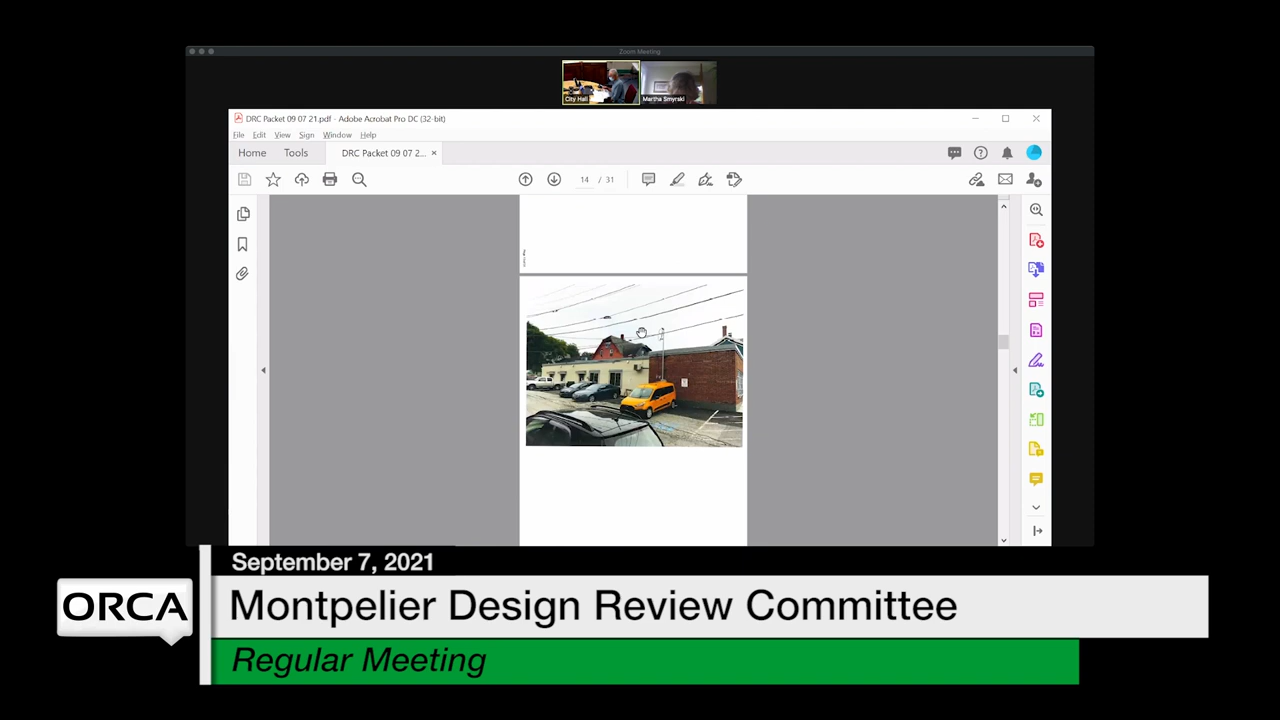 Zoom Meeting
City Hall
Martha Smyrski
DRC Packet 09 07 21.pdf - Adobe Acrobat Pro DC (32-bit)
File Edit View Sign Window Help
Home Tools DRC Packet 09 07 2... ×
14 / 31
September 7, 2021
ORCA
Montpelier Design Review Committee
Regular Meeting